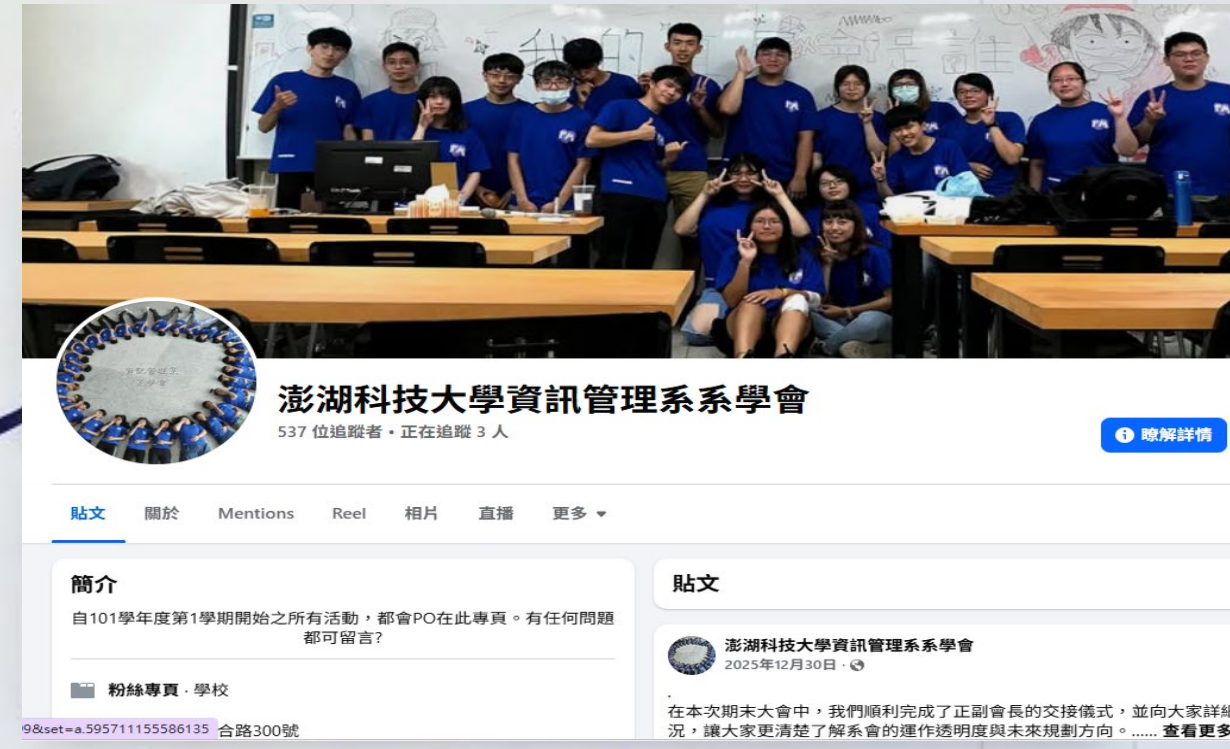 我的 會是誰
澎湖科技大學資訊管理系系學會
537 位追蹤者 • 正在追蹤 3 人
瞭解詳情
貼文 關於 Mentions Reel 相片 直播 更多
簡介
自101學年度第1學期開始之所有活動，都會PO在此專頁。有任何問題
都可留言?
粉絲專頁 · 學校
9&set=a.595711155586135 合路300號
貼文
澎湖科技大學資訊管理系系學會
2025年12月30日 ·
.
在本次期末大會中，我們順利完成了正副會長的交接儀式，並向大家詳細
況，讓大家更清楚了解系會的運作透明度與未來規劃方向。...... 查看更多